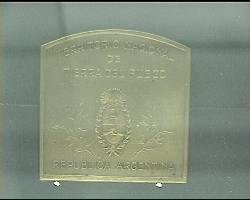 TERRITORIO NACIONAL
DE
TIERRA DEL FUEGO
REPUBLICA ARGENTINA